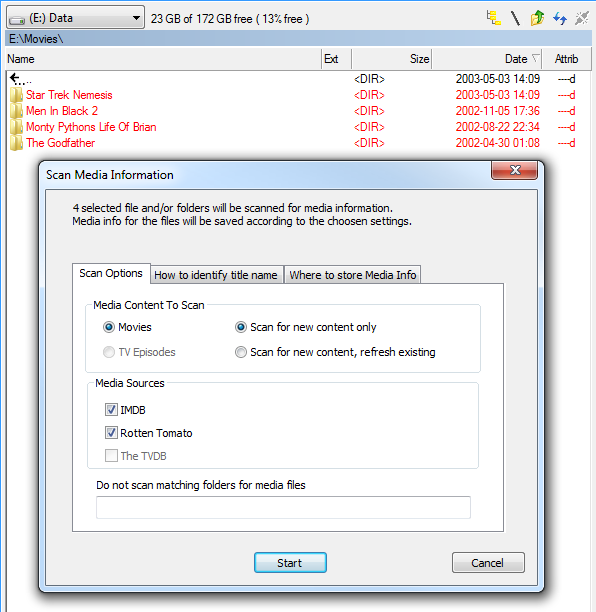 (E:) Data 23 GB of 172 GB free ( 13% free )
E:\Movies\
Name Ext Size Date Attrib
.. <DIR> 2003-05-03 14:09 ----d
Star Trek Nemesis <DIR> 2003-05-03 14:09 ----d
Men In Black 2 <DIR> 2002-11-05 17:36 ----d
Monty Pythons Life Of Brian <DIR> 2002-08-22 22:34 ----d
The Godfather <DIR> 2002-04-30 01:08 ----d
Scan Media Information
4 selected file and/or folders will be scanned for media information.
Media info for the files will be saved according to the choosen settings.
Scan Options How to identify title name Where to store Media Info
Media Content To Scan
Movies Scan for new content only
TV Episodes Scan for new content, refresh existing
Media Sources
IMDB
Rotten Tomato
The TVDB
Do not scan matching folders for media files
Start Cancel